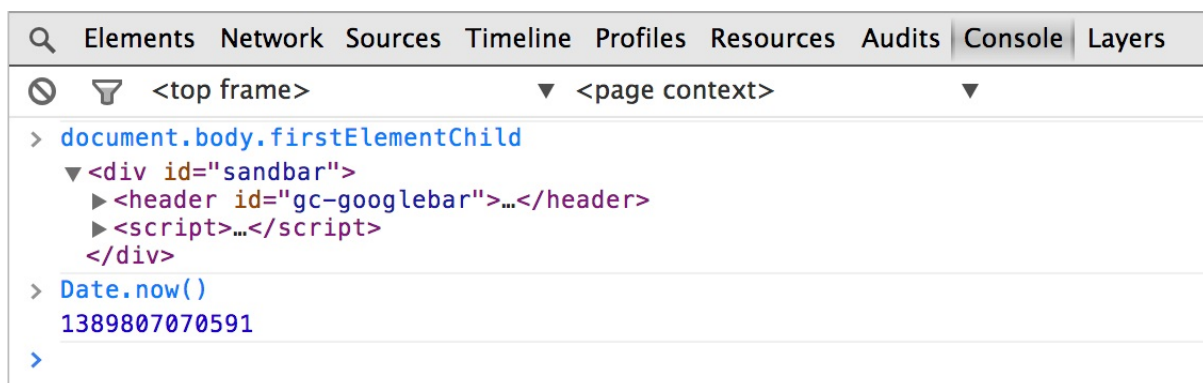 Elements Network Sources Timeline Profiles Resources Audits Console Layers
<top frame> ▼ <page context> ▼
> document.body.firstElementChild
▼<div id="sandbar">
▶<header id="gc-googlebar">…</header>
▶<script>…</script>
</div>
> Date.now()
1389807070591
>